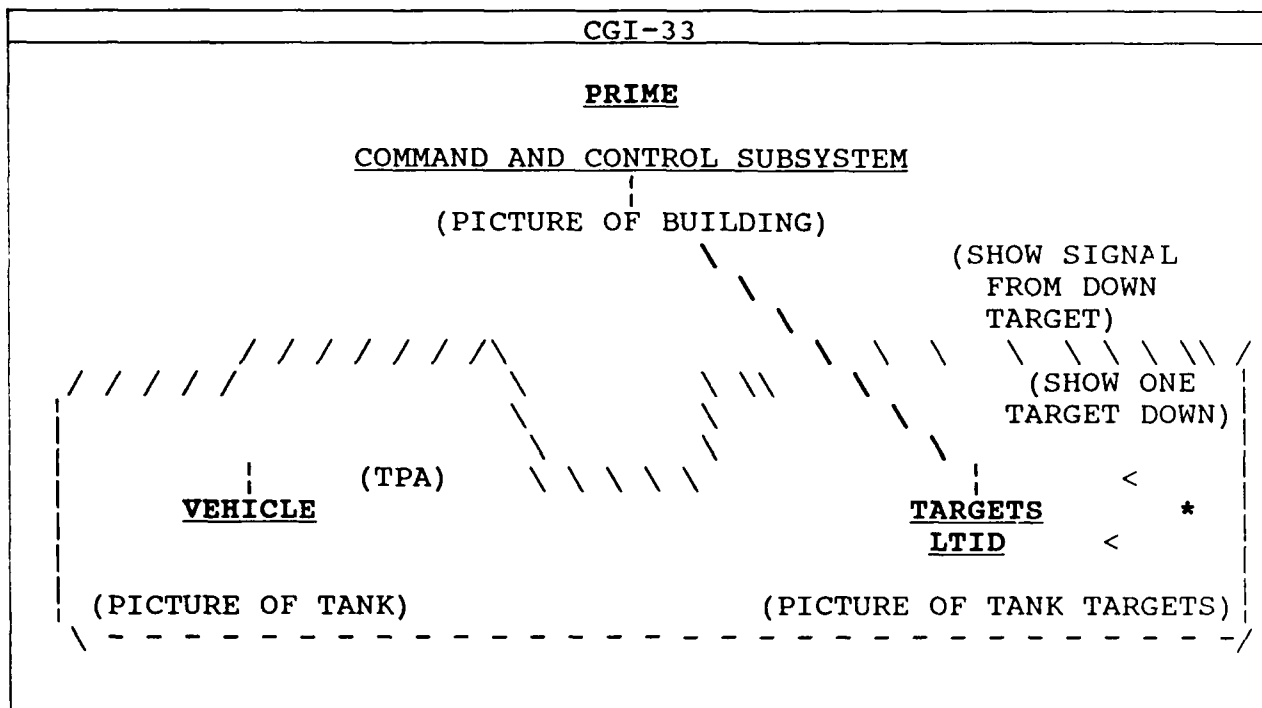 CGI-33
PRIME
COMMAND AND CONTROL SUBSYSTEM
(PICTURE OF BUILDING)
(SHOW SIGNAL
FROM DOWN
TARGET)
(SHOW ONE
TARGET DOWN)
(TPA) <
VEHICLE TARGETS *
LTID <
(PICTURE OF TANK) (PICTURE OF TANK TARGETS)